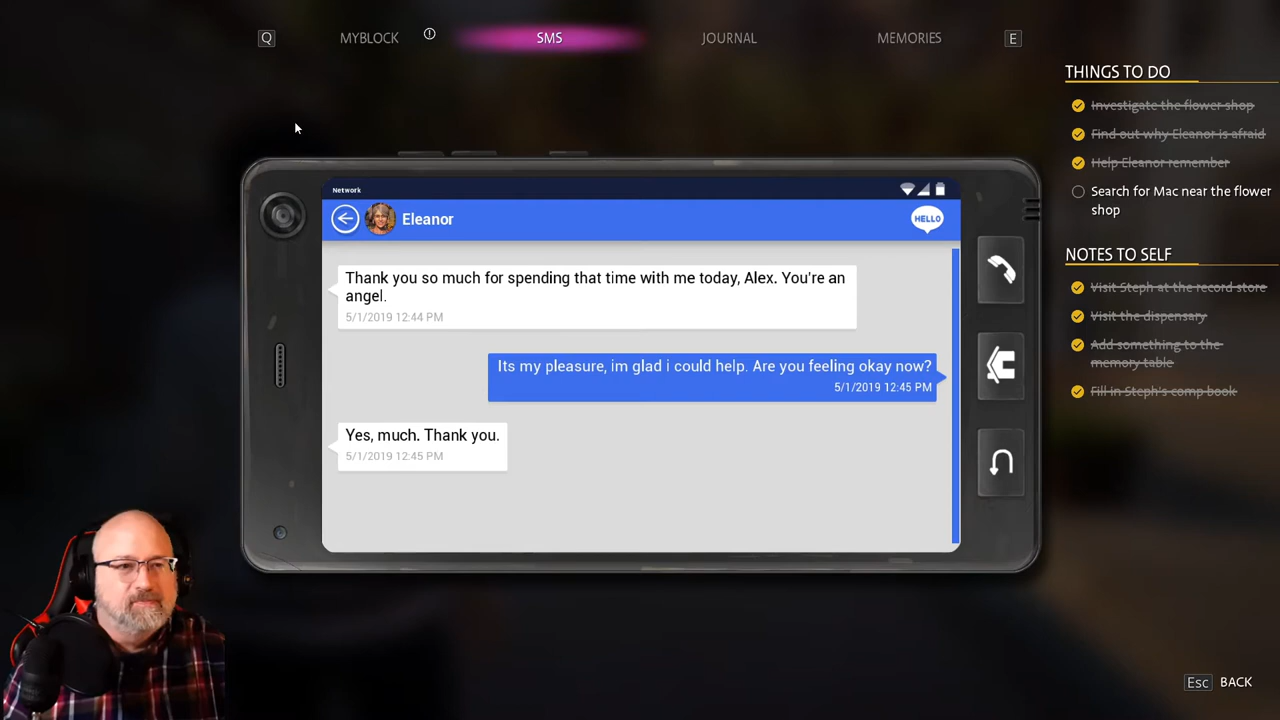 Q
MYBLOCK
SMS
JOURNAL
MEMORIES
E
THINGS TO DO
Investigate the flower shop
Find out why Eleanor is afraid
Help Eleanor remember
Search for Mac near the flower
shop
NOTES TO SELF
Visit Steph at the record store
Visit the dispensary
Add something to the
memory table
Fill in Steph's comp book
Network
Eleanor
HELLO
Thank you so much for spending that time with me today, Alex. You're an
angel.
5/1/2019 12:44 PM
Its my pleasure, im glad i could help. Are you feeling okay now?
5/1/2019 12:45 PM
Yes, much. Thank you.
5/1/2019 12:45 PM
Esc BACK